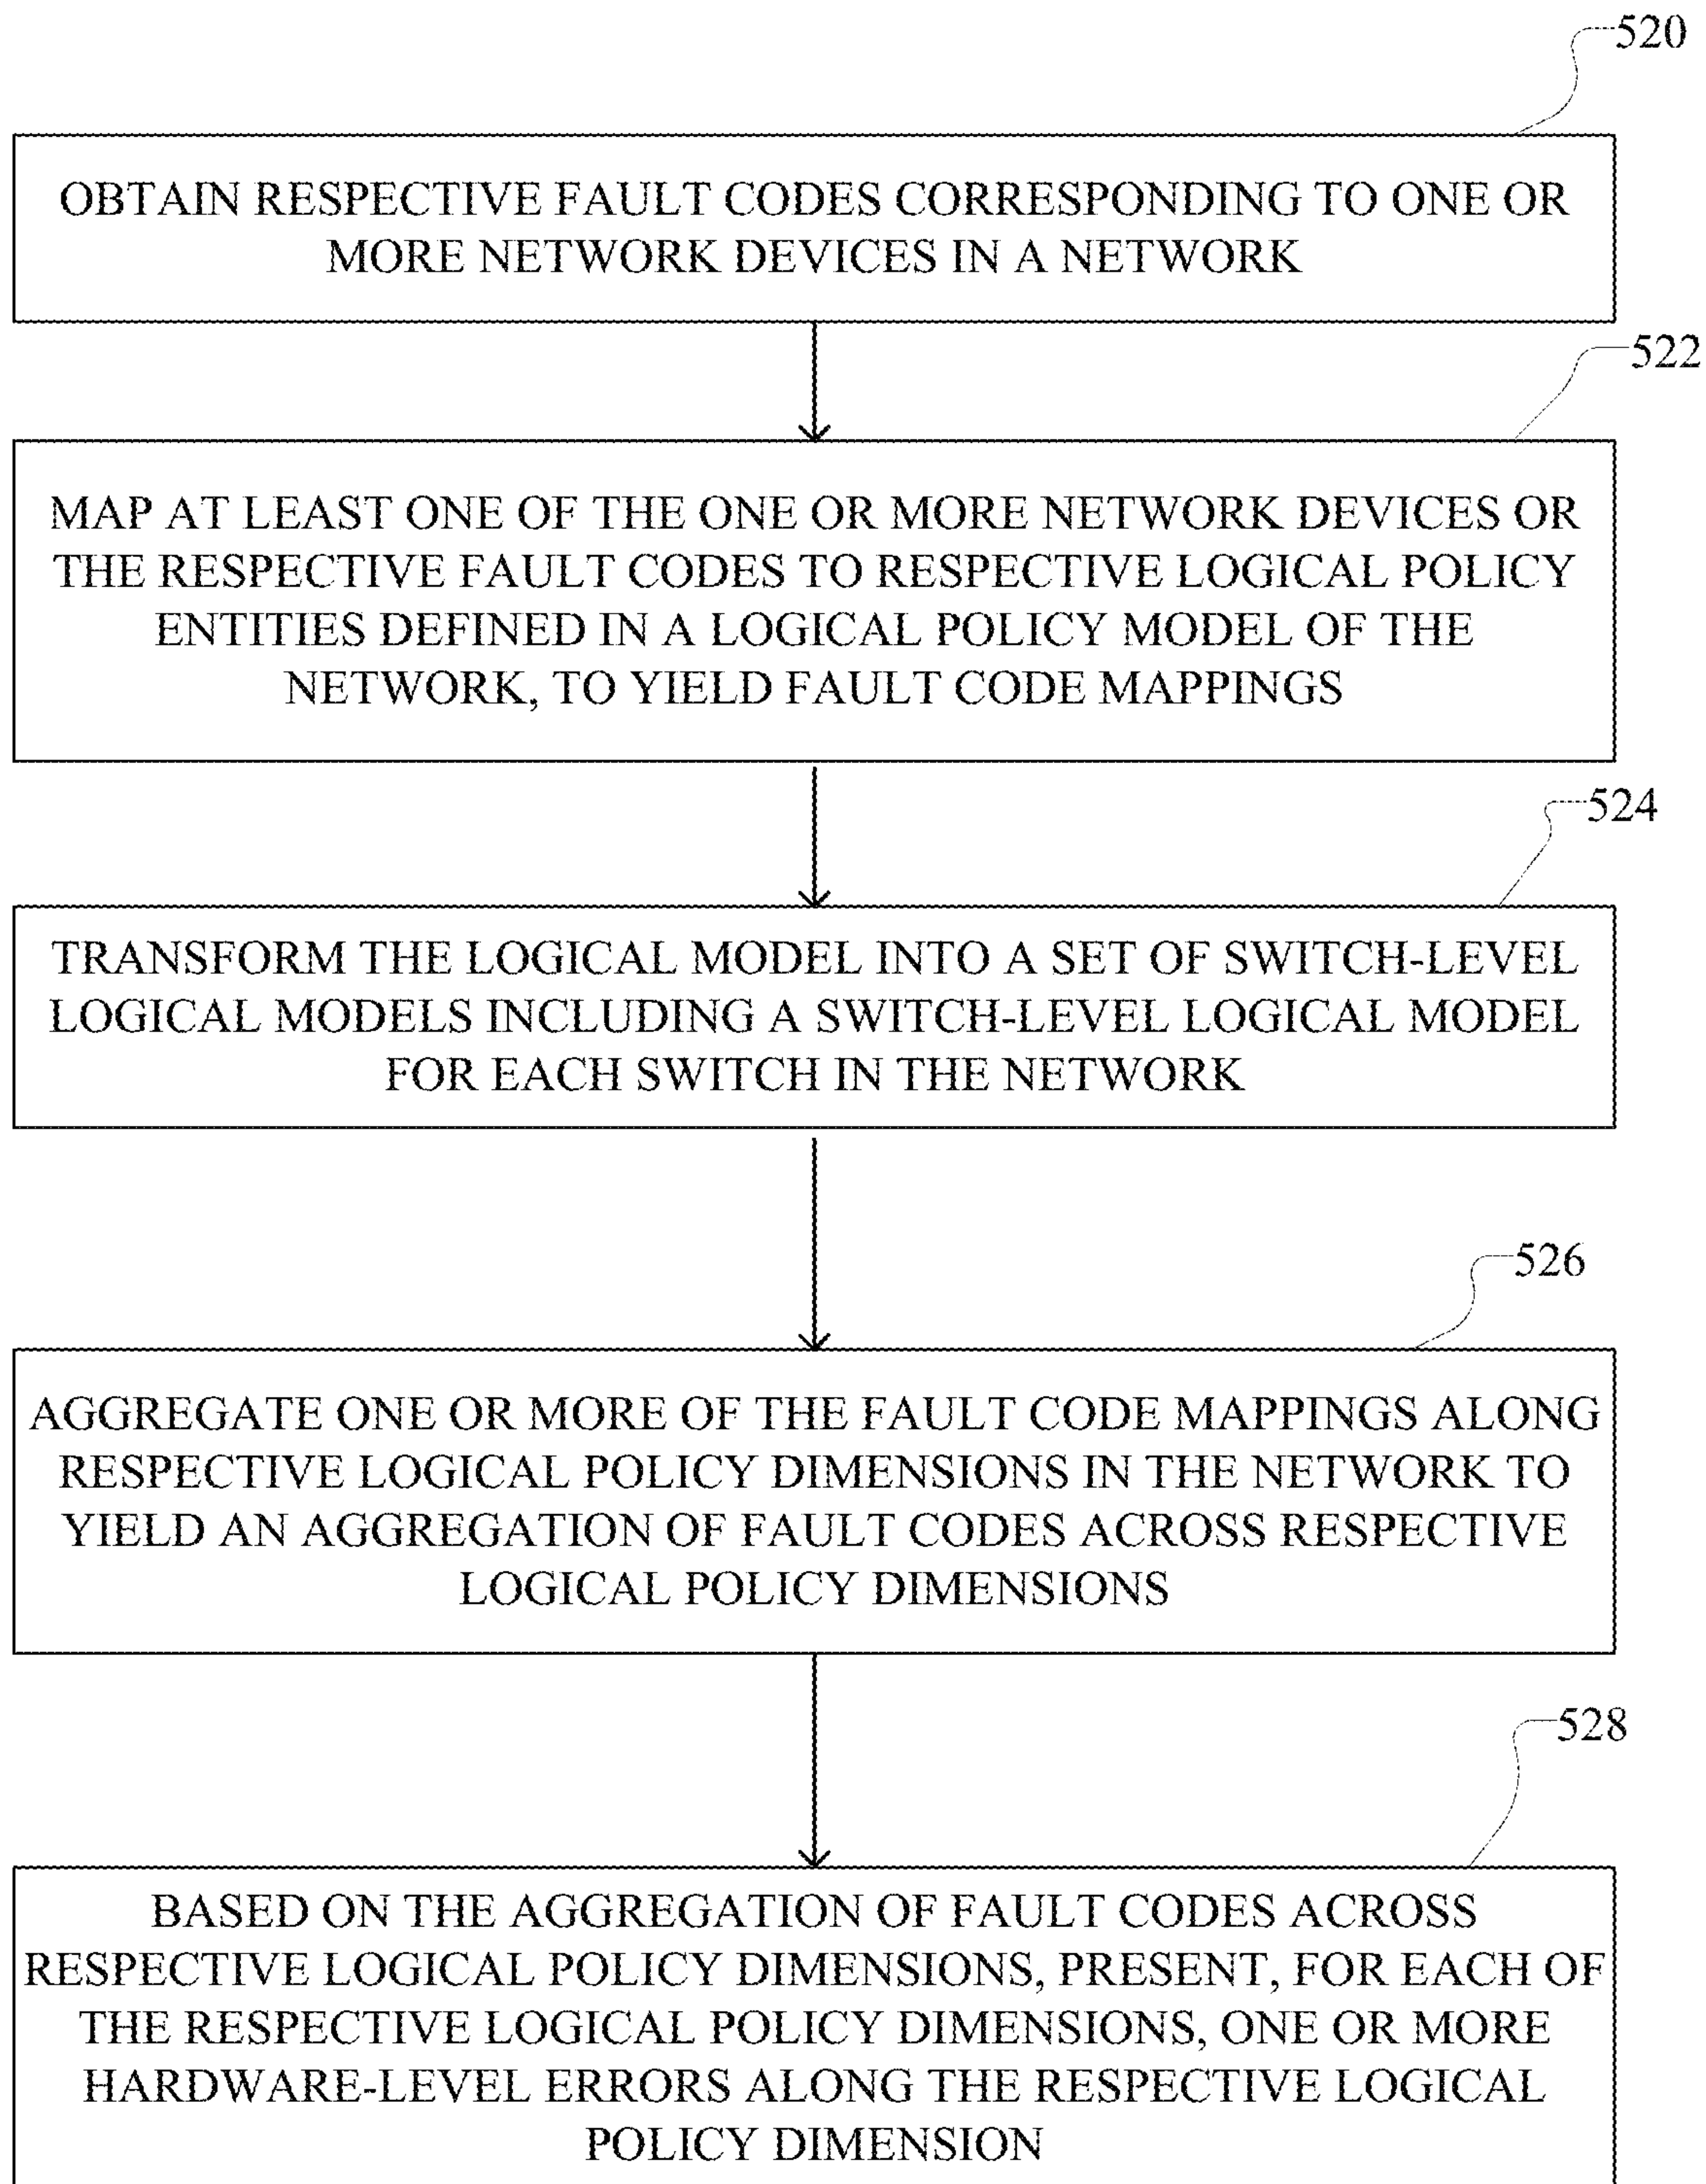 520
OBTAIN RESPECTIVE FAULT CODES CORRESPONDING TO ONE OR
MORE NETWORK DEVICES IN A NETWORK
522
MAP AT LEAST ONE OF THE ONE OR MORE NETWORK DEVICES OR
THE RESPECTIVE FAULT CODES TO RESPECTIVE LOGICAL POLICY
ENTITIES DEFINED IN A LOGICAL POLICY MODEL OF THE
NETWORK, TO YIELD FAULT CODE MAPPINGS
524
TRANSFORM THE LOGICAL MODEL INTO A SET OF SWITCH-LEVEL
LOGICAL MODELS INCLUDING A SWITCH-LEVEL LOGICAL MODEL
FOR EACH SWITCH IN THE NETWORK
526
AGGREGATE ONE OR MORE OF THE FAULT CODE MAPPINGS ALONG
RESPECTIVE LOGICAL POLICY DIMENSIONS IN THE NETWORK TO
YIELD AN AGGREGATION OF FAULT CODES ACROSS RESPECTIVE
LOGICAL POLICY DIMENSIONS
528
BASED ON THE AGGREGATION OF FAULT CODES ACROSS
RESPECTIVE LOGICAL POLICY DIMENSIONS, PRESENT, FOR EACH OF
THE RESPECTIVE LOGICAL POLICY DIMENSIONS, ONE OR MORE
HARDWARE-LEVEL ERRORS ALONG THE RESPECTIVE LOGICAL
POLICY DIMENSION